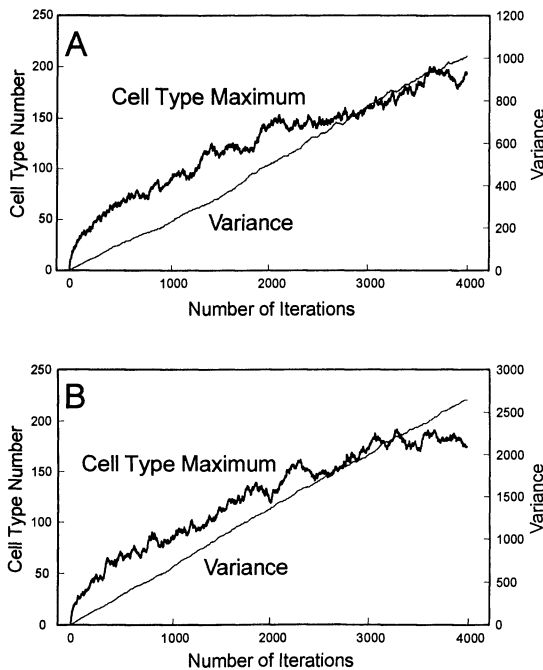 A
250
200
150
100
50
0
Cell Type Number
Cell Type Maximum
Variance
1200
1000
800
600
400
200
0
Variance
0 1000 2000 3000 4000
Number of Iterations
B
250
200
150
100
50
0
Cell Type Number
Cell Type Maximum
Variance
3000
2500
2000
1500
1000
500
0
Variance
0 1000 2000 3000 4000
Number of Iterations